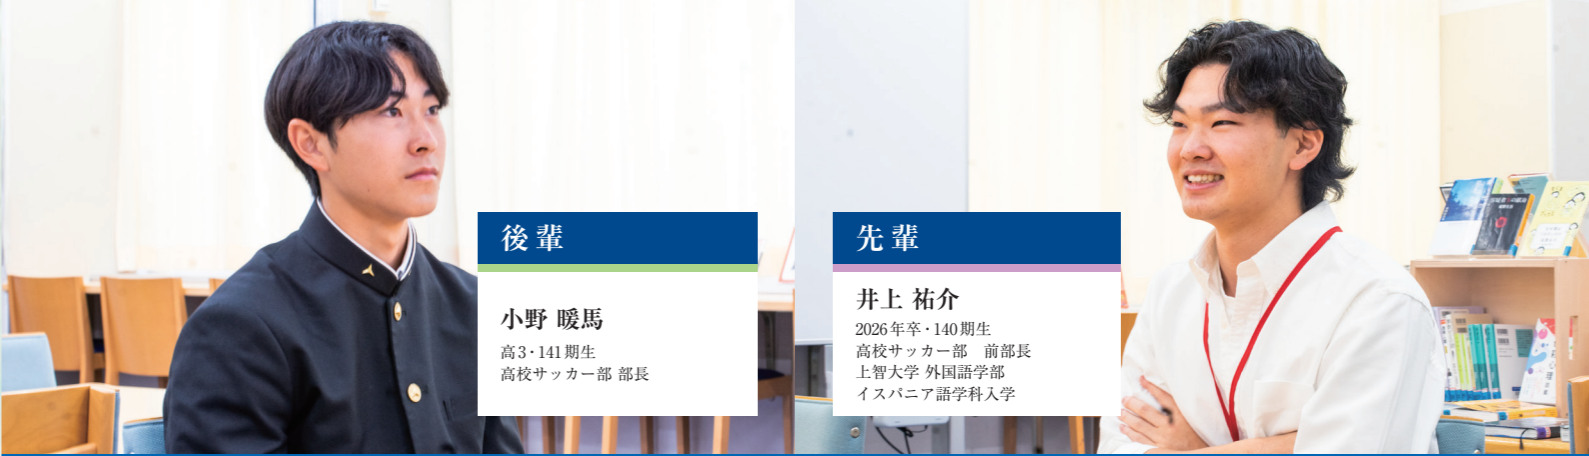 後輩
小野 暖馬
高3・141期生
高校サッカー部 部長
先輩
井上 祐介
2026年卒・140期生
高校サッカー部　前部長
上智大学 外国語学部
イスパニア語学科入学